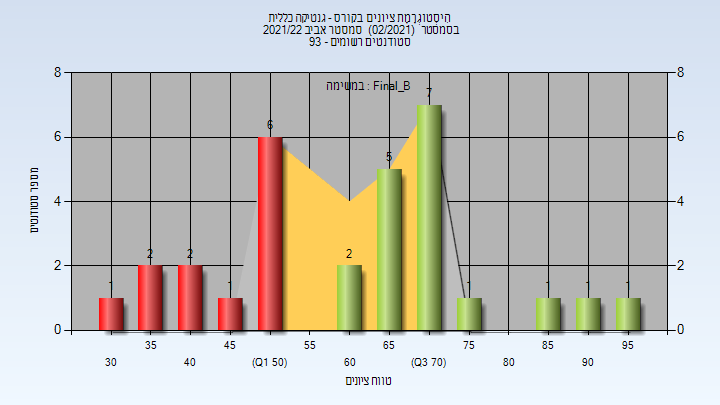 היסטוגרמת ציונים בקורס - גנטיקה כללית
בסמסטר (02/2021) סמסטר אביב 2021/22
סטודנטים רשומים - 93
במשימה : Final_B
8 8
6 6
4 4
2 2
0 0
מספר סטודנטים
1 2 2 1 6 2 5 7 1 1 1 1
35 45 55 65 75 85 95
30 40 (Q1 50) 60 (Q3 70) 80 90
טווח ציונים